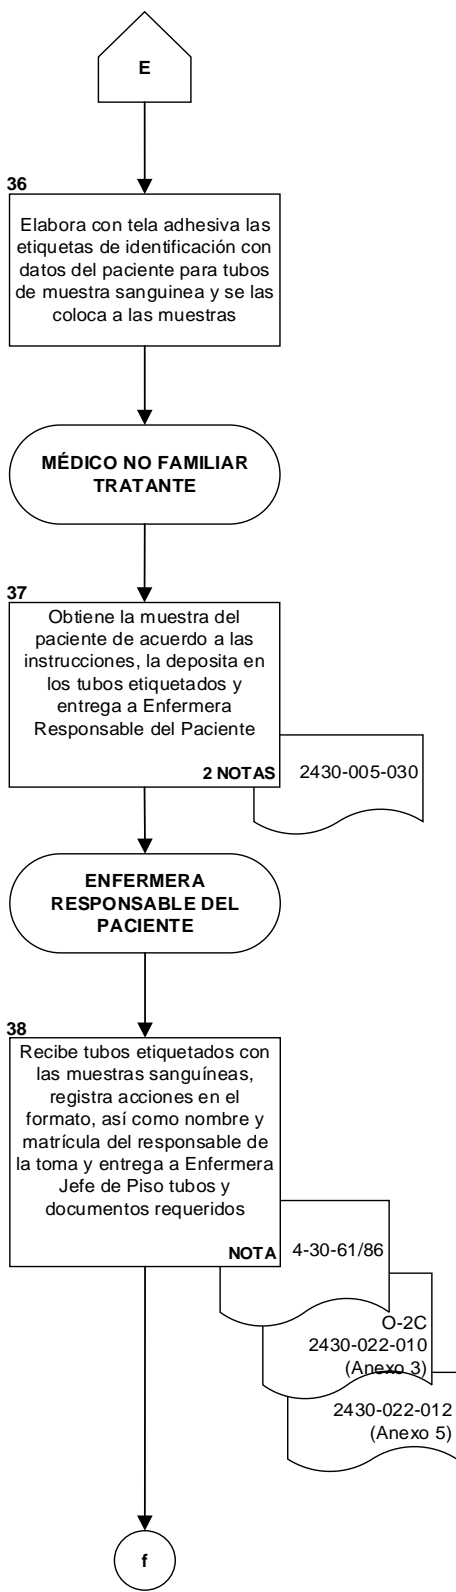 E
36
Elabora con tela adhesiva las
etiquetas de identificación con
datos del paciente para tubos
de muestra sanguinea y se las
coloca a las muestras
MÉDICO NO FAMILIAR
TRATANTE
37
Obtiene la muestra del
paciente de acuerdo a las
instrucciones, la deposita en
los tubos etiquetados y
entrega a Enfermera
Responsable del Paciente
2 NOTAS
2430-005-030
ENFERMERA
RESPONSABLE DEL
PACIENTE
38
Recibe tubos etiquetados con
las muestras sanguíneas,
registra acciones en el
formato, así como nombre y
matrícula del responsable de
la toma y entrega a Enfermera
Jefe de Piso tubos y
documentos requeridos
NOTA
4-30-61/86
O-2C
2430-022-010
(Anexo 3)
2430-022-012
(Anexo 5)
f